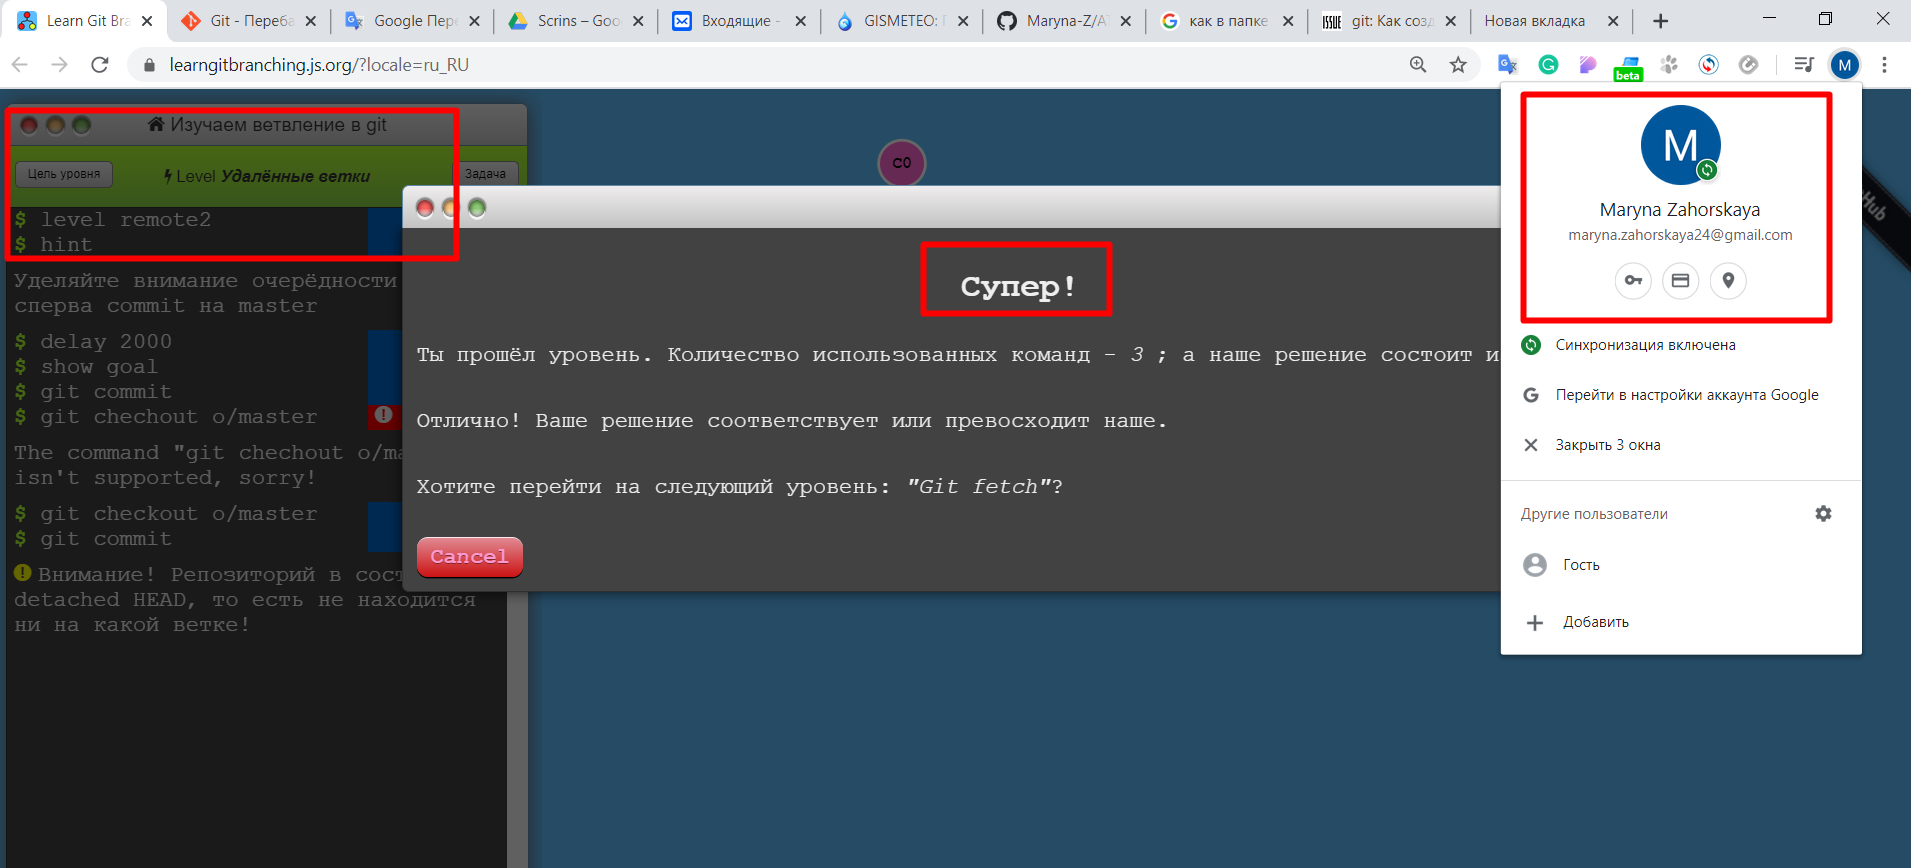 Learn Git Bra
Git - Переба
Google Пере
Scrins – Goo
Входящие -
GISMETEO: П
Maryna-Z/AT
как в папке
ISSUE
git: Как созд
Новая вкладка
learngitbranching.js.org/?locale=ru_RU
beta
M
Изучаем ветвление в git
Цель уровня
Level Удалённые ветки
Задача
$ level remote2
$ hint
Уделяйте внимание очерёдности
сперва commit на master
$ delay 2000
$ show goal
$ git commit
$ git chechout o/master
The command "git chechout o/ma
isn't supported, sorry!
$ git checkout o/master
$ git commit
Внимание! Репозиторий в сост
detached HEAD, то есть не находится
ни на какой ветке!
C0
Супер!
Ты прошёл уровень. Количество использованных команд - 3 ; а наше решение состоит и
Отлично! Ваше решение соответствует или превосходит наше.
Хотите перейти на следующий уровень: "Git fetch"?
Cancel
M
Maryna Zahorskaya
maryna.zahorskaya24@gmail.com
Синхронизация включена
G Перейти в настройки аккаунта Google
Закрыть 3 окна
Другие пользователи
Гость
Добавить
Hub